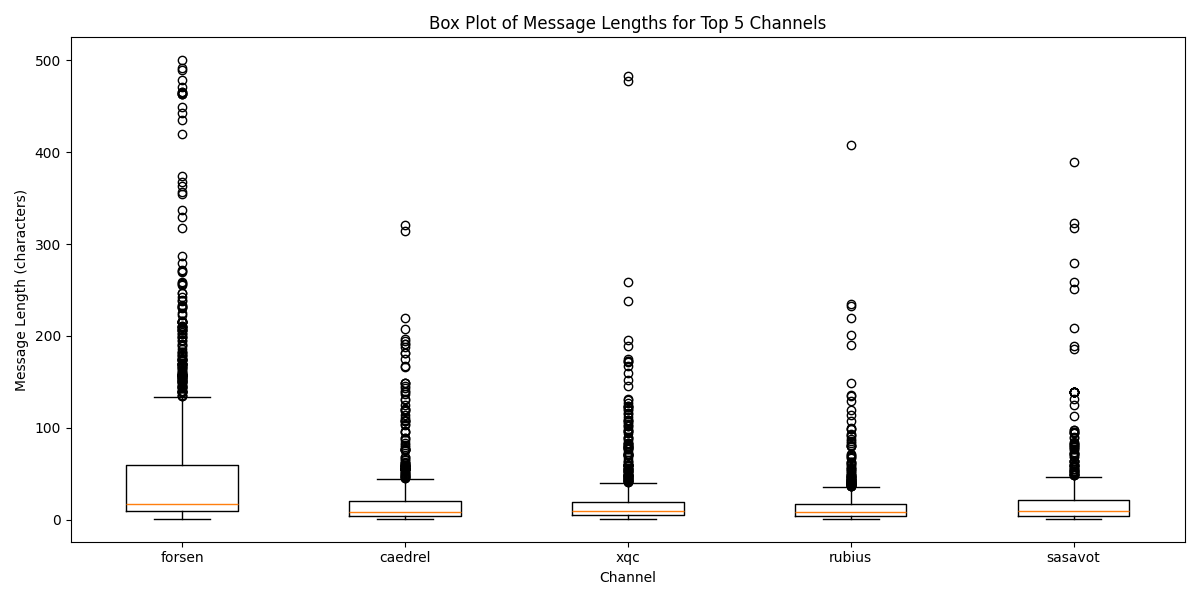 Box Plot of Message Lengths for Top 5 Channels
Message Length (characters)
500
400
300
200
100
0
forsen
caedrel
xqc
rubius
sasavot
Channel